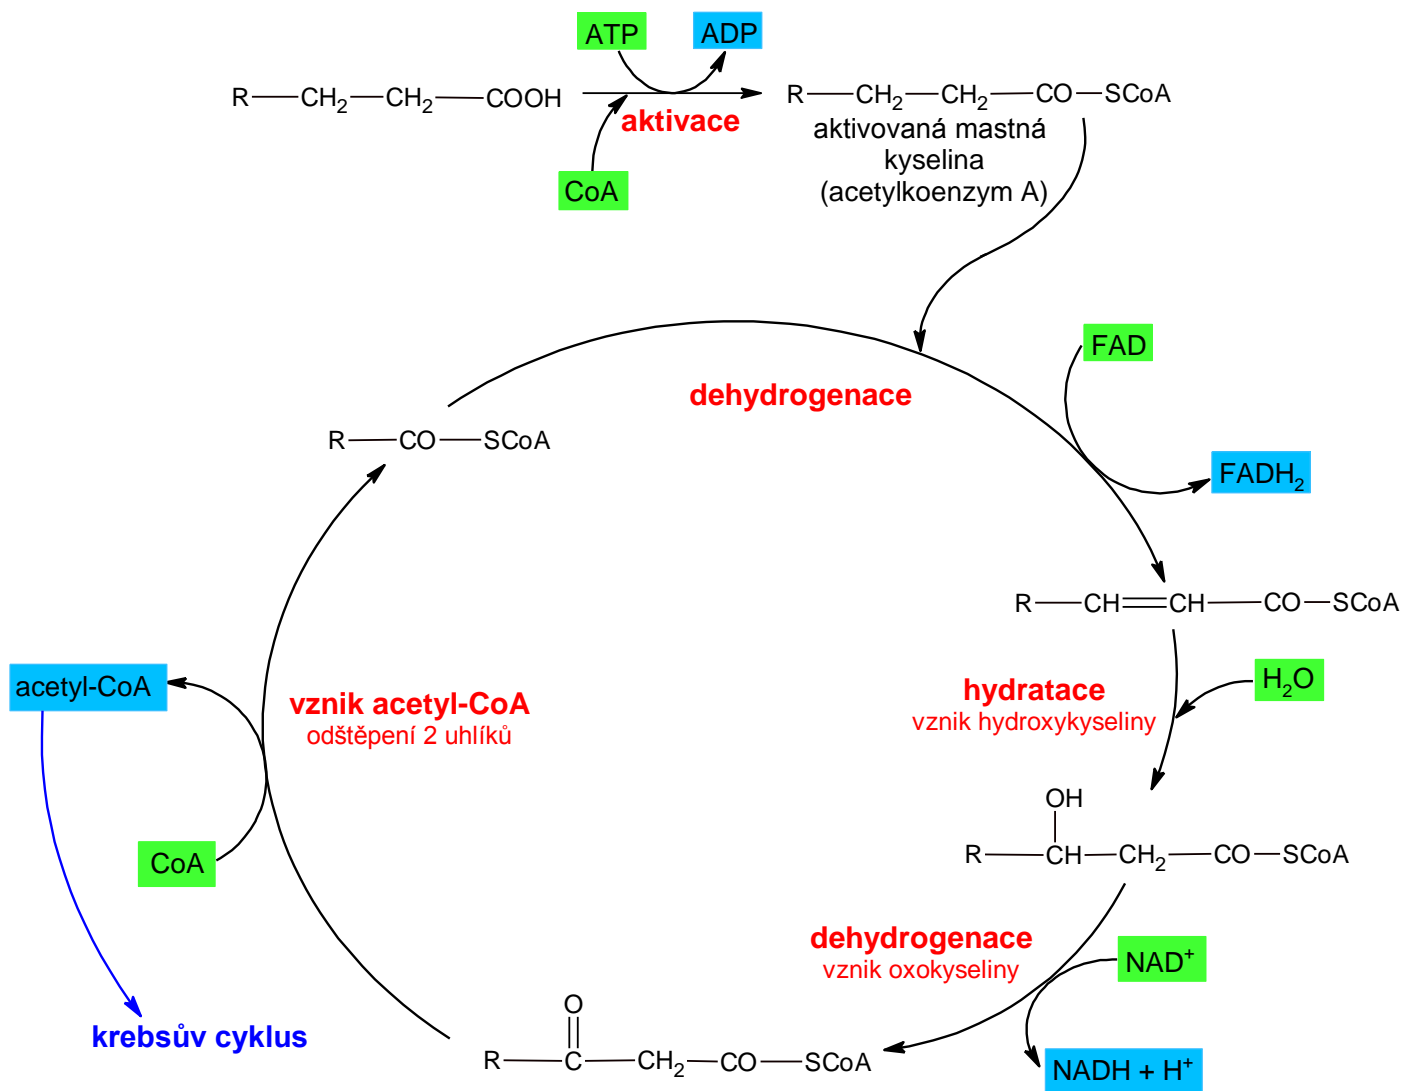 ATP ADP
R—CH₂—CH₂—COOH
R—CH₂—CH₂—CO—SCoA
aktivace
aktivovaná mastná
kyselina
(acetylkoenzym A)
CoA
FAD
dehydrogenace
R—CO—SCoA
FADH₂
R—CH=CH—CO—SCoA
acetyl-CoA
vznik acetyl-CoA
odštěpení 2 uhlíků
hydratace
vznik hydroxykyseliny
H₂O
OH
R—CH—CH₂—CO—SCoA
CoA
dehydrogenace
vznik oxokyseliny
NAD⁺
O
krebsův cyklus
R—C—CH₂—CO—SCoA
NADH + H⁺